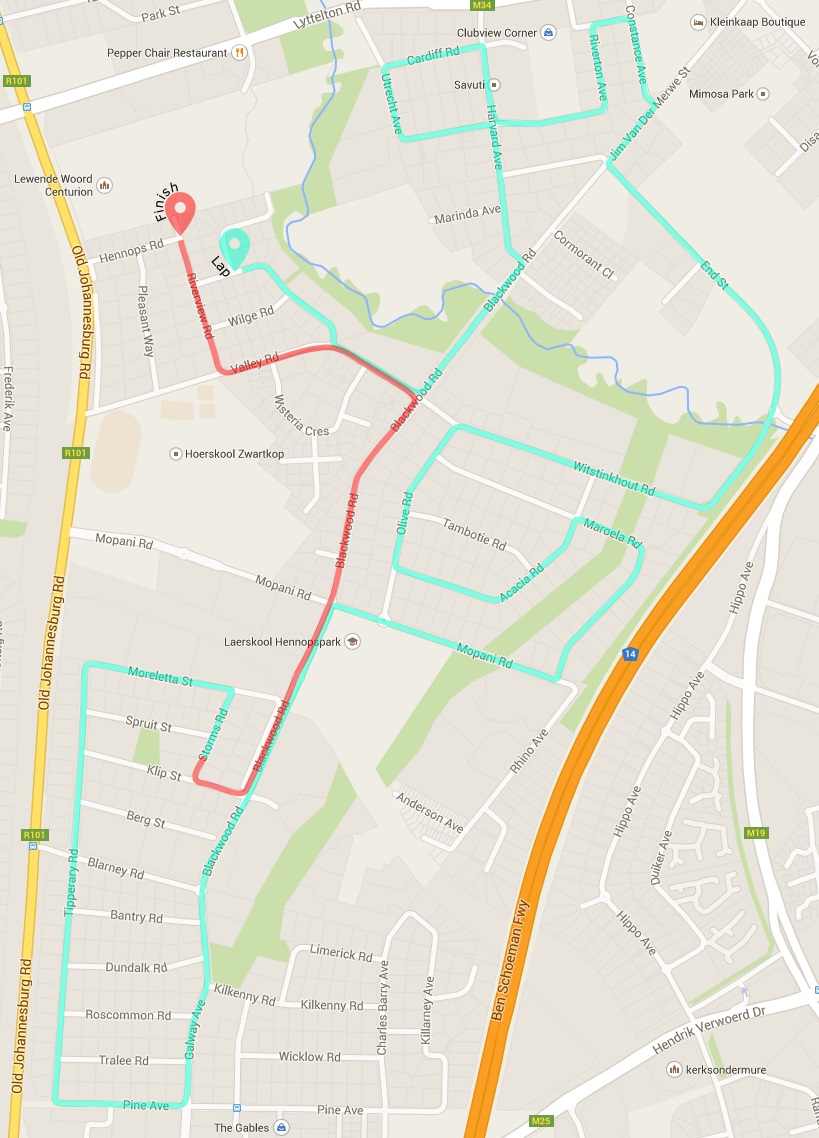 M34
Park St
Lyttelton Rd
Constance Ave
Kleinkaap Boutique
Clubview Corner
Pepper Chair Restaurant
Cardiff Rd
Riverton Ave
R101
Utrecht Ave
Savuti
Mimosa Park
Harvard Ave
Jim Van Der Merwe St
Lewende Woord
Centurion
Finish
Marinda Ave
Hennops Rd
Lap
Cormorant Cl
Old Johannesburg Rd
End St
Pleasant Way
Riverview Rd
Blackwood Rd
Wilge Rd
Valley Rd
Frederik Ave
Blackwood Rd
Wisteria Cres
R101
Hoerskool Zwartkop
Witstinkhout Rd
Olive Rd
Blackwood Rd
Tambotie Rd
Maroela Rd
Mopani Rd
Acacia Rd
Hippo Ave
Mopani Rd
Old Johannesburg Rd
Laerskool Hennopspark
Mopani Rd
14
Moreletta St
Hippo Ave
Spruit St
Storms Rd
Blackwood Rd
Rhino Ave
Klip St
Anderson Ave
Hippo Ave
Berg St
R101
M19
Blackwood Rd
Duiker Ave
Blarney Rd
Tipperary Rd
Bantry Rd
Ben Schoeman Fwy
Hippo Ave
Limerick Rd
Dundalk Rd
Old Johannesburg Rd
Kilkenny Rd
Kilkenny Rd
Charles Barry Ave
Killarney Ave
Roscommon Rd
Galway Ave
Hendrik Verwoerd Dr
Tralee Rd
Wicklow Rd
kerksondermure
Pine Ave
Pine Ave
The Gables
M25